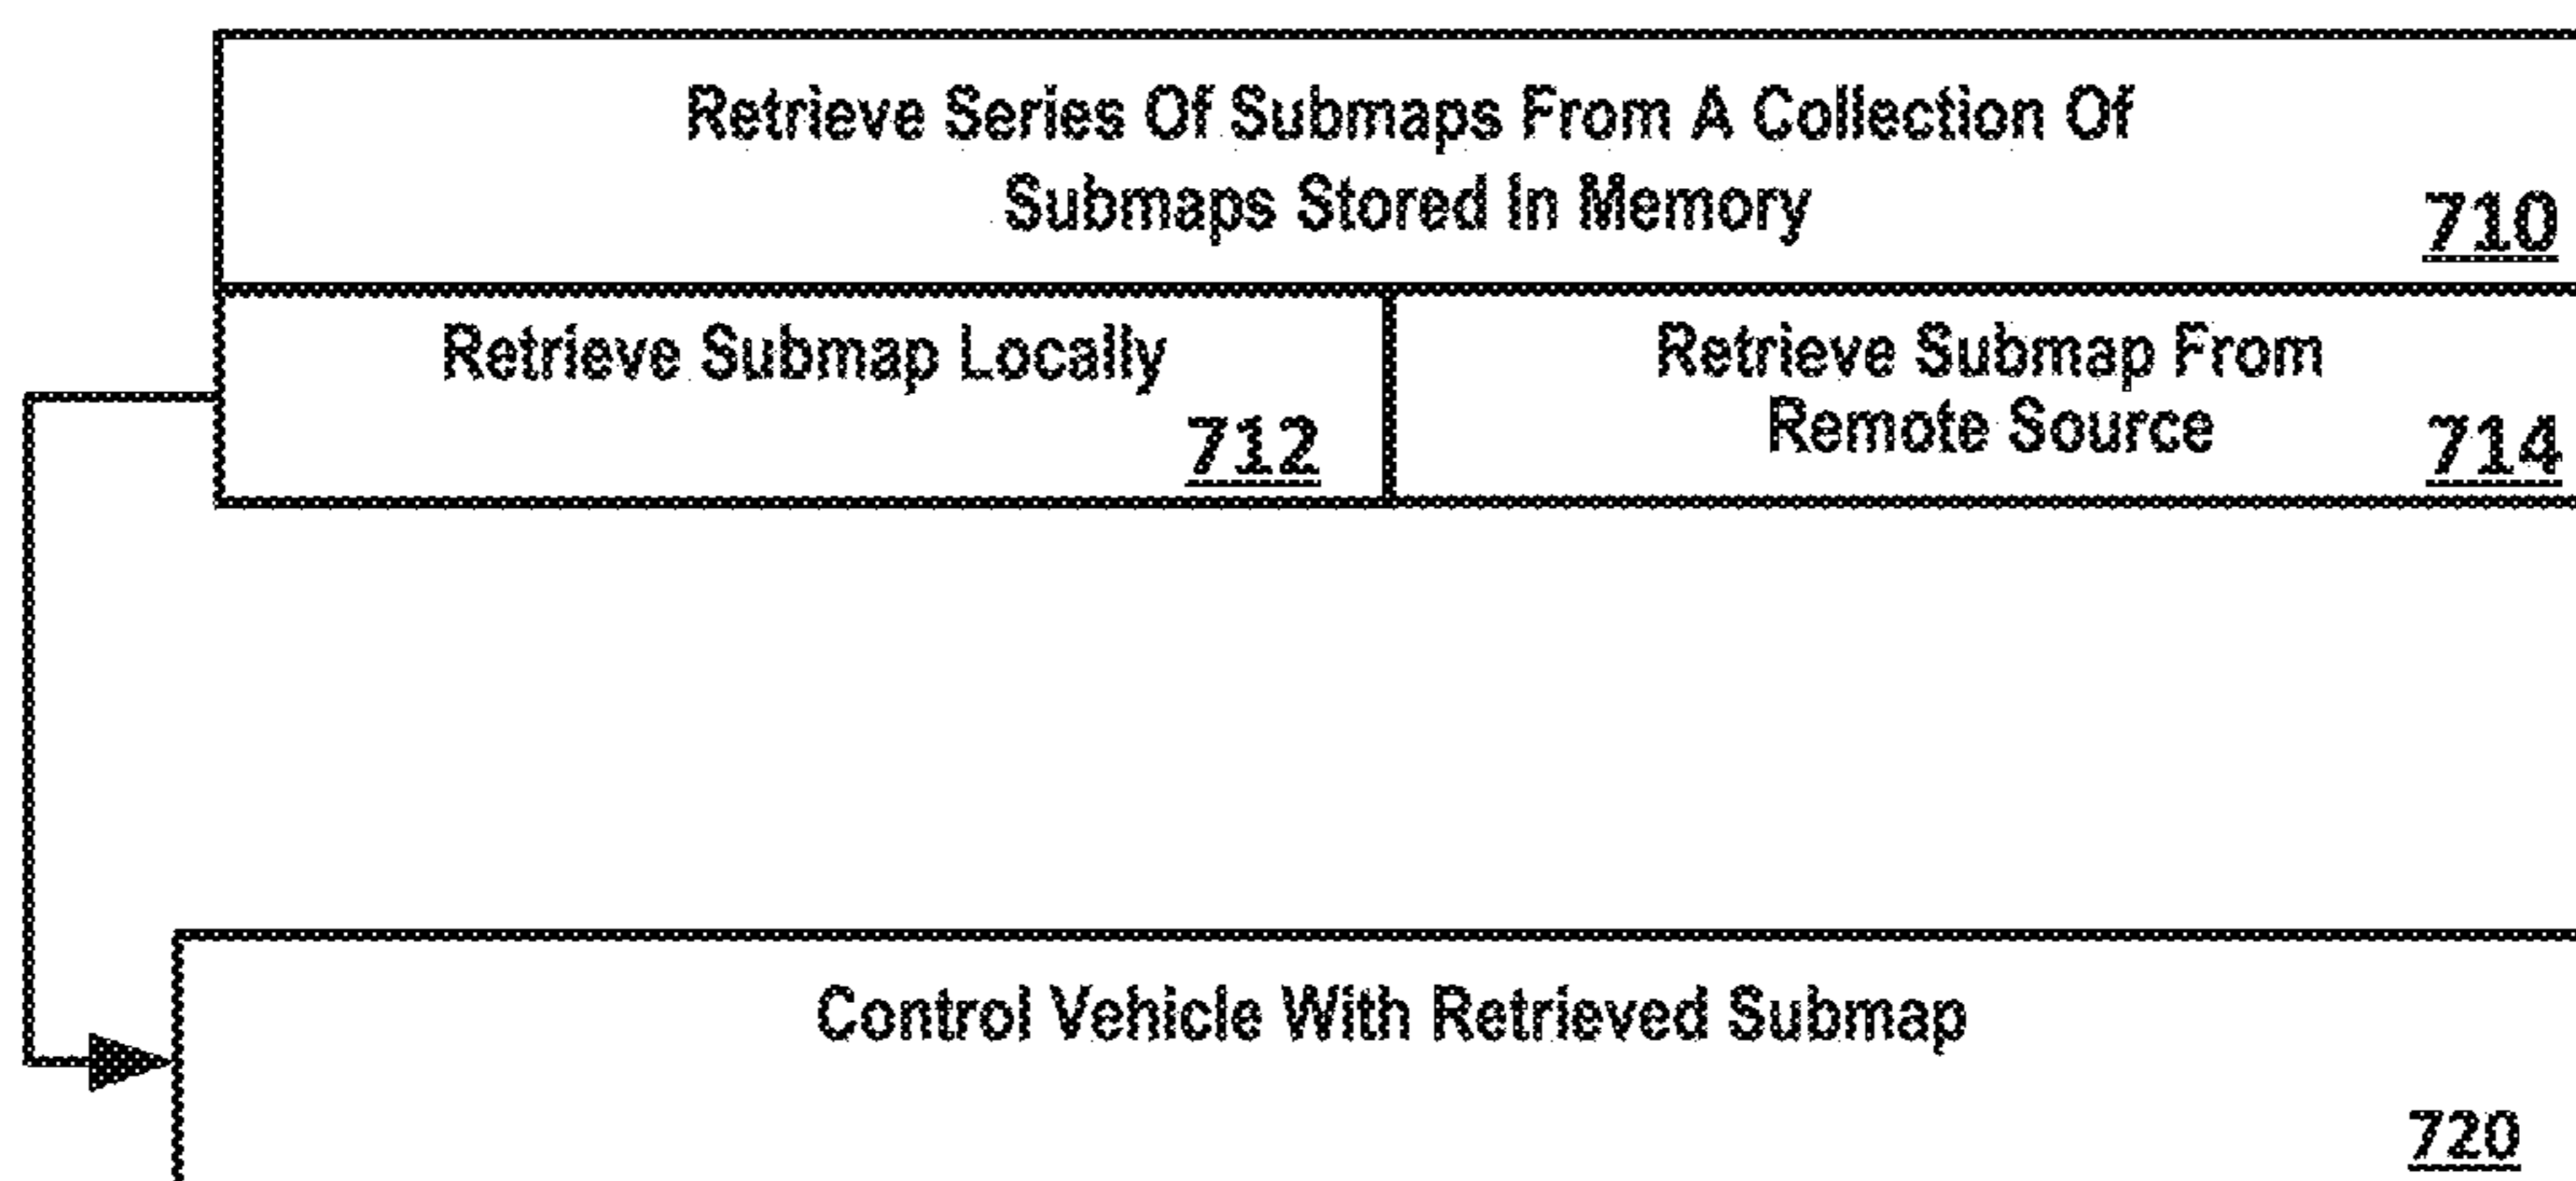 Retrieve Series Of Submaps From A Collection Of
Submaps Stored In Memory
710
Retrieve Submap Locally
712
Retrieve Submap From
Remote Source
714
Control Vehicle With Retrieved Submap
720